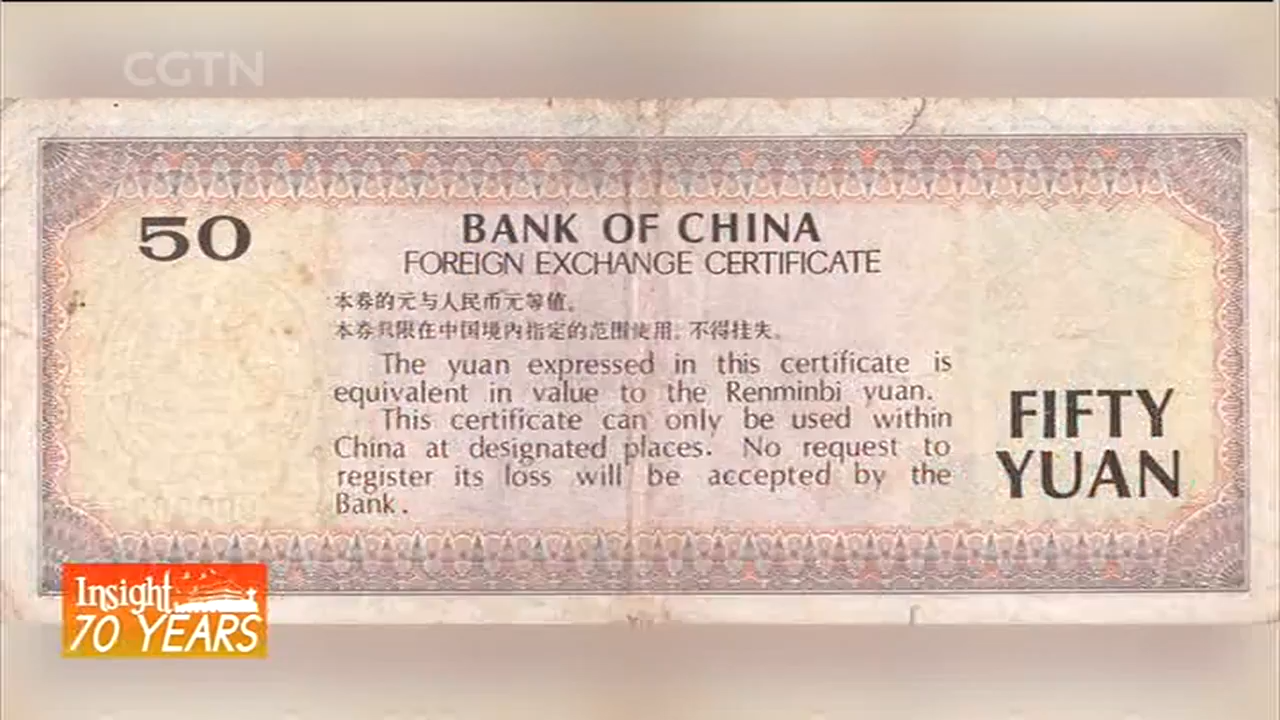 CGTN
50
BANK OF CHINA
FOREIGN EXCHANGE CERTIFICATE
本券的元与人民币元等值。
本券只限在中国境内指定的范围使用，不得挂失。
The yuan expressed in this certificate is
equivalent in value to the Renminbi yuan.
This certificate can only be used within
China at designated places. No request to
register its loss will be accepted by the
Bank.
FIFTY
YUAN
Insight
70 YEARS